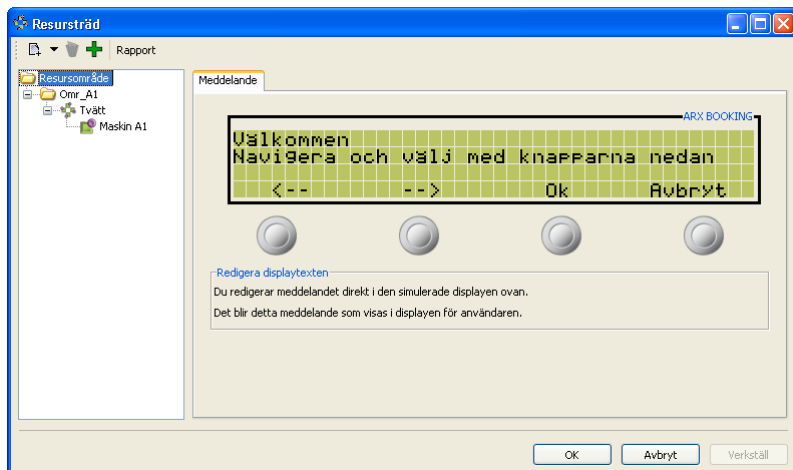 Resursträd
Rapport
Resursområde
Omr_A1
Tvätt
Maskin A1
Meddelande
ARX BOOKING
Välkommen
Navigera och välj med knapparna nedan
<-- --> Ok Avbryt
Redigera displaytexten
Du redigerar meddelandet direkt i den simulerade displayen ovan.
Det blir detta meddelande som visas i displayen för användaren.
OK Avbryt Verkställ